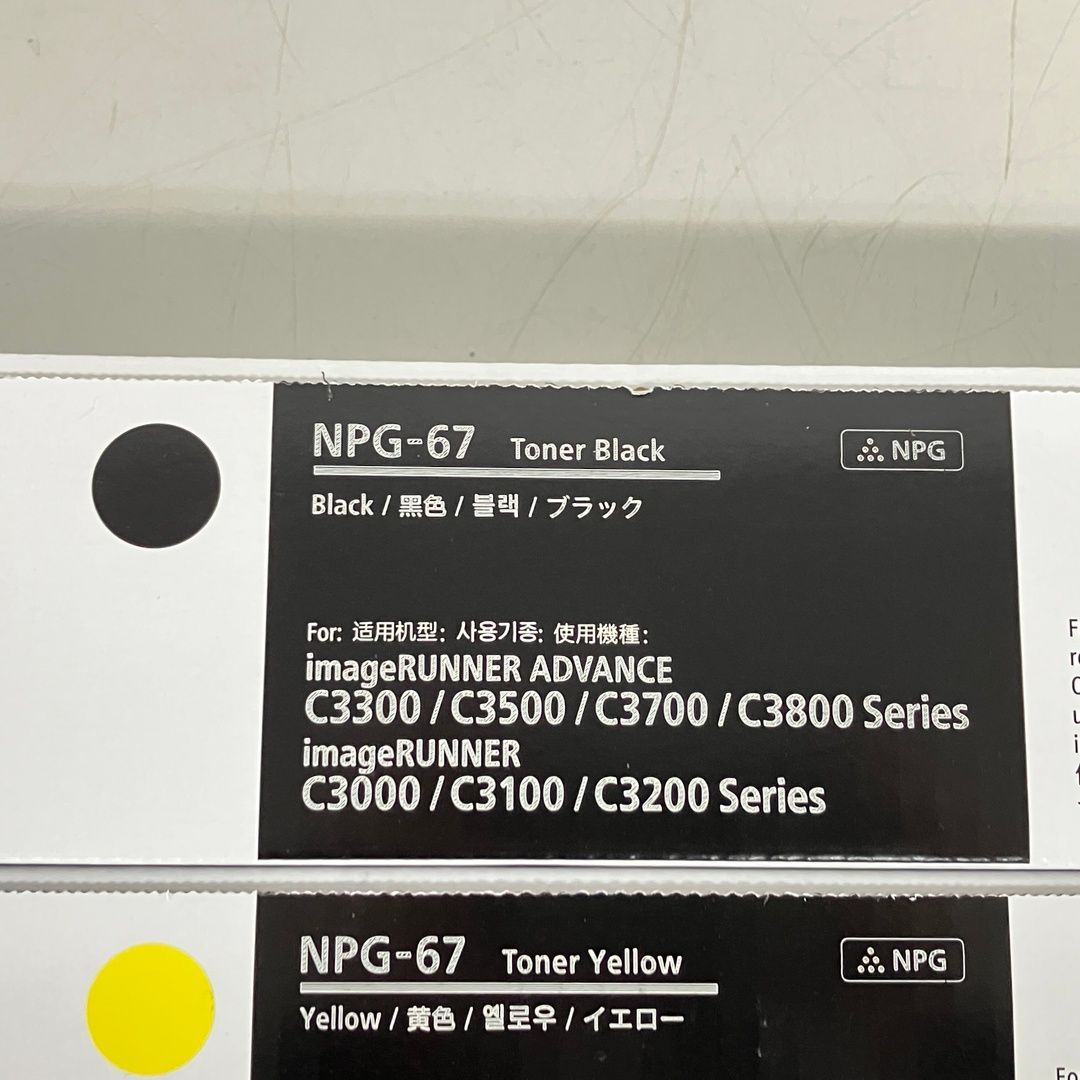 NPG-67 Toner Black
NPG
Black / 黑色 / 블랙 / ブラック
For: 适用机型: 사용기종: 使用機種:
imageRUNNER ADVANCE
C3300 / C3500 / C3700 / C3800 Series
imageRUNNER
C3000 / C3100 / C3200 Series
NPG-67 Toner Yellow
NPG
Yellow / 黄色 / 옐로우 / イエロー